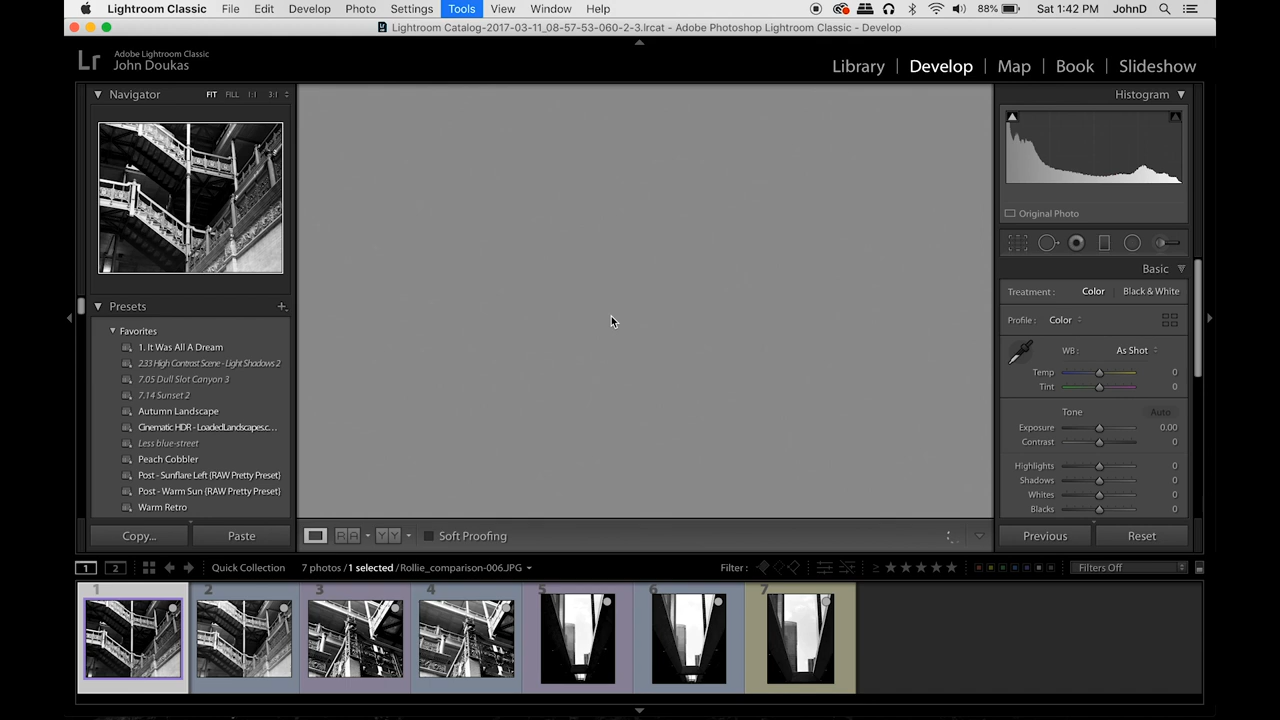 Lightroom Classic File Edit Develop Photo Settings Tools View Window Help 88% Sat 1:42 PM JohnD
Lightroom Catalog-2017-03-11_08-57-53-060-2-3.lrcat - Adobe Photoshop Lightroom Classic - Develop
Lr Adobe Lightroom Classic
John Doukas
Library | Develop | Map | Book | Slideshow
Navigator FIT FILL 1:1 3:1
Histogram
Original Photo
Basic
Treatment : Color Black & White
Profile : Color
WB : As Shot
Temp 0
Tint 0
Tone Auto
Exposure 0.00
Contrast 0
Highlights 0
Shadows 0
Whites 0
Blacks 0
Presets +
Favorites
1. It Was All A Dream
2.33 High Contrast Scene - Light Shadows 2
7.05 Dull Slot Canyon 3
7.14 Sunset 2
Autumn Landscape
Cinematic HDR - LoadedLandscapes.c...
Less blue-street
Peach Cobbler
Post - Sunflare Left {RAW Pretty Preset}
Post - Warm Sun {RAW Pretty Preset}
Warm Retro
Copy... Paste
RA YY Soft Proofing
Previous Reset
1 2 Quick Collection 7 photos / 1 selected / Rollie_comparison-006.JPG Filter : ≥ ★★★★★ Filters Off
1 2 3 4 5 6 7